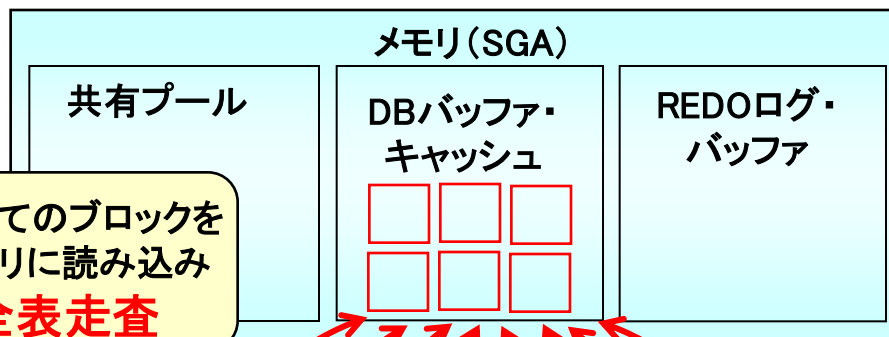 メモリ(SGA)
共有プール
DBバッファ・
キャッシュ
REDOログ・
バッファ
てのブロックを
リに読み込み
全表走査